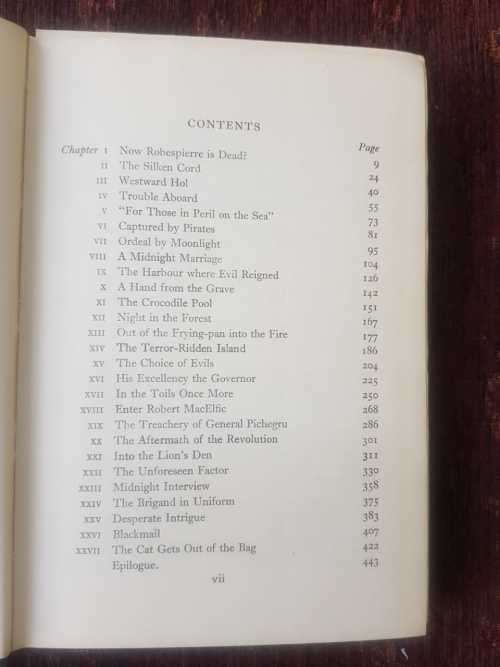 CONTENTS
Chapter Page
I Now Robespierre is Dead? 9
II The Silken Cord 24
III Westward Ho! 40
IV Trouble Aboard 55
V "For Those in Peril on the Sea" 73
VI Captured by Pirates 81
VII Ordeal by Moonlight 95
VIII A Midnight Marriage 104
IX The Harbour where Evil Reigned 126
X A Hand from the Grave 142
XI The Crocodile Pool 151
XII Night in the Forest 167
XIII Out of the Frying-pan into the Fire 177
XIV The Terror-Ridden Island 186
XV The Choice of Evils 204
XVI His Excellency the Governor 225
XVII In the Toils Once More 250
XVIII Enter Robert MacElfic 268
XIX The Treachery of General Pichegru 286
XX The Aftermath of the Revolution 301
XXI Into the Lion's Den 311
XXII The Unforeseen Factor 330
XXIII Midnight Interview 358
XXIV The Brigand in Uniform 375
XXV Desperate Intrigue 383
XXVI Blackmail 407
XXVII The Cat Gets Out of the Bag 422
Epilogue. 443
vii